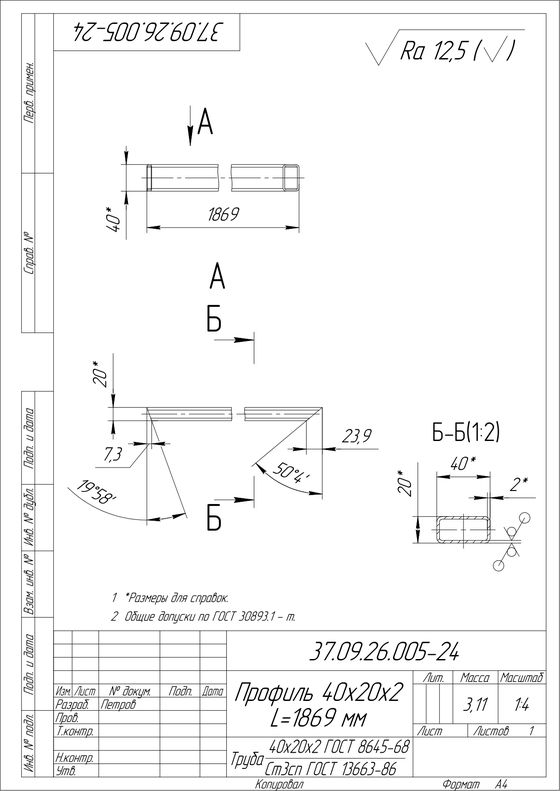 37.09.26.005-24
Ra 12,5 (√)
Перв. примен.
Справ. №
Подп. и дата
Инв. № дубл.
Взам. инв. №
Подп. и дата
Инв. № подл.
А
40*
1869
А
Б
20*
7,3
19°58'
23,9
50°4'
Б
Б-Б(1:2)
40*
20*
2*
1 *Размеры для справок.
2 Общие допуски по ГОСТ 30893.1 - m.
37.09.26.005-24
Изм. Лист № докум. Подп. Дата
Разраб. Петров
Пров.
Т.контр.
Н.контр.
Утв.
Профиль 40x20x2
L=1869 мм
Лит. Масса Масштаб
3,11 1:4
Лист Листов 1
Труба 40x20x2 ГОСТ 8645-68
Ст3сп ГОСТ 13663-86
Копировал Формат А4